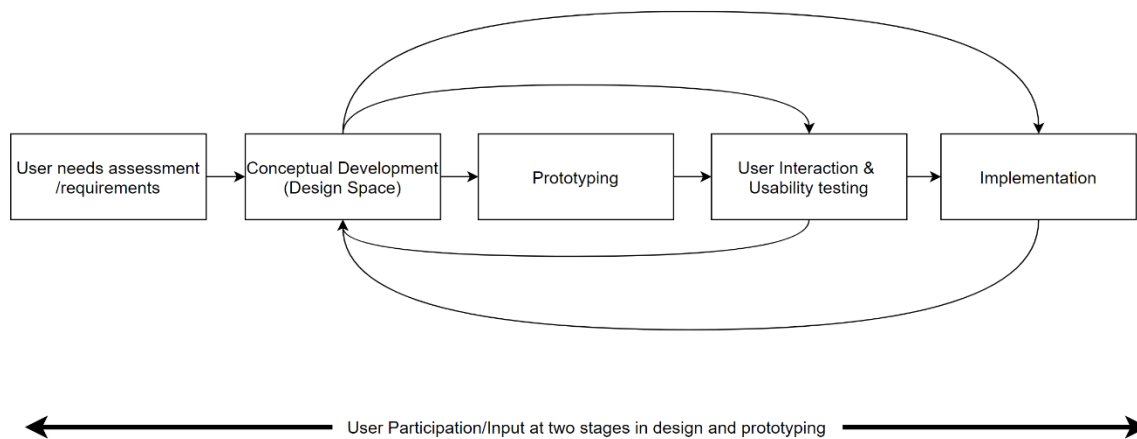 User needs assessment
/requirements
Conceptual Development
(Design Space)
Prototyping
User Interaction &
Usability testing
Implementation
User Participation/Input at two stages in design and prototyping